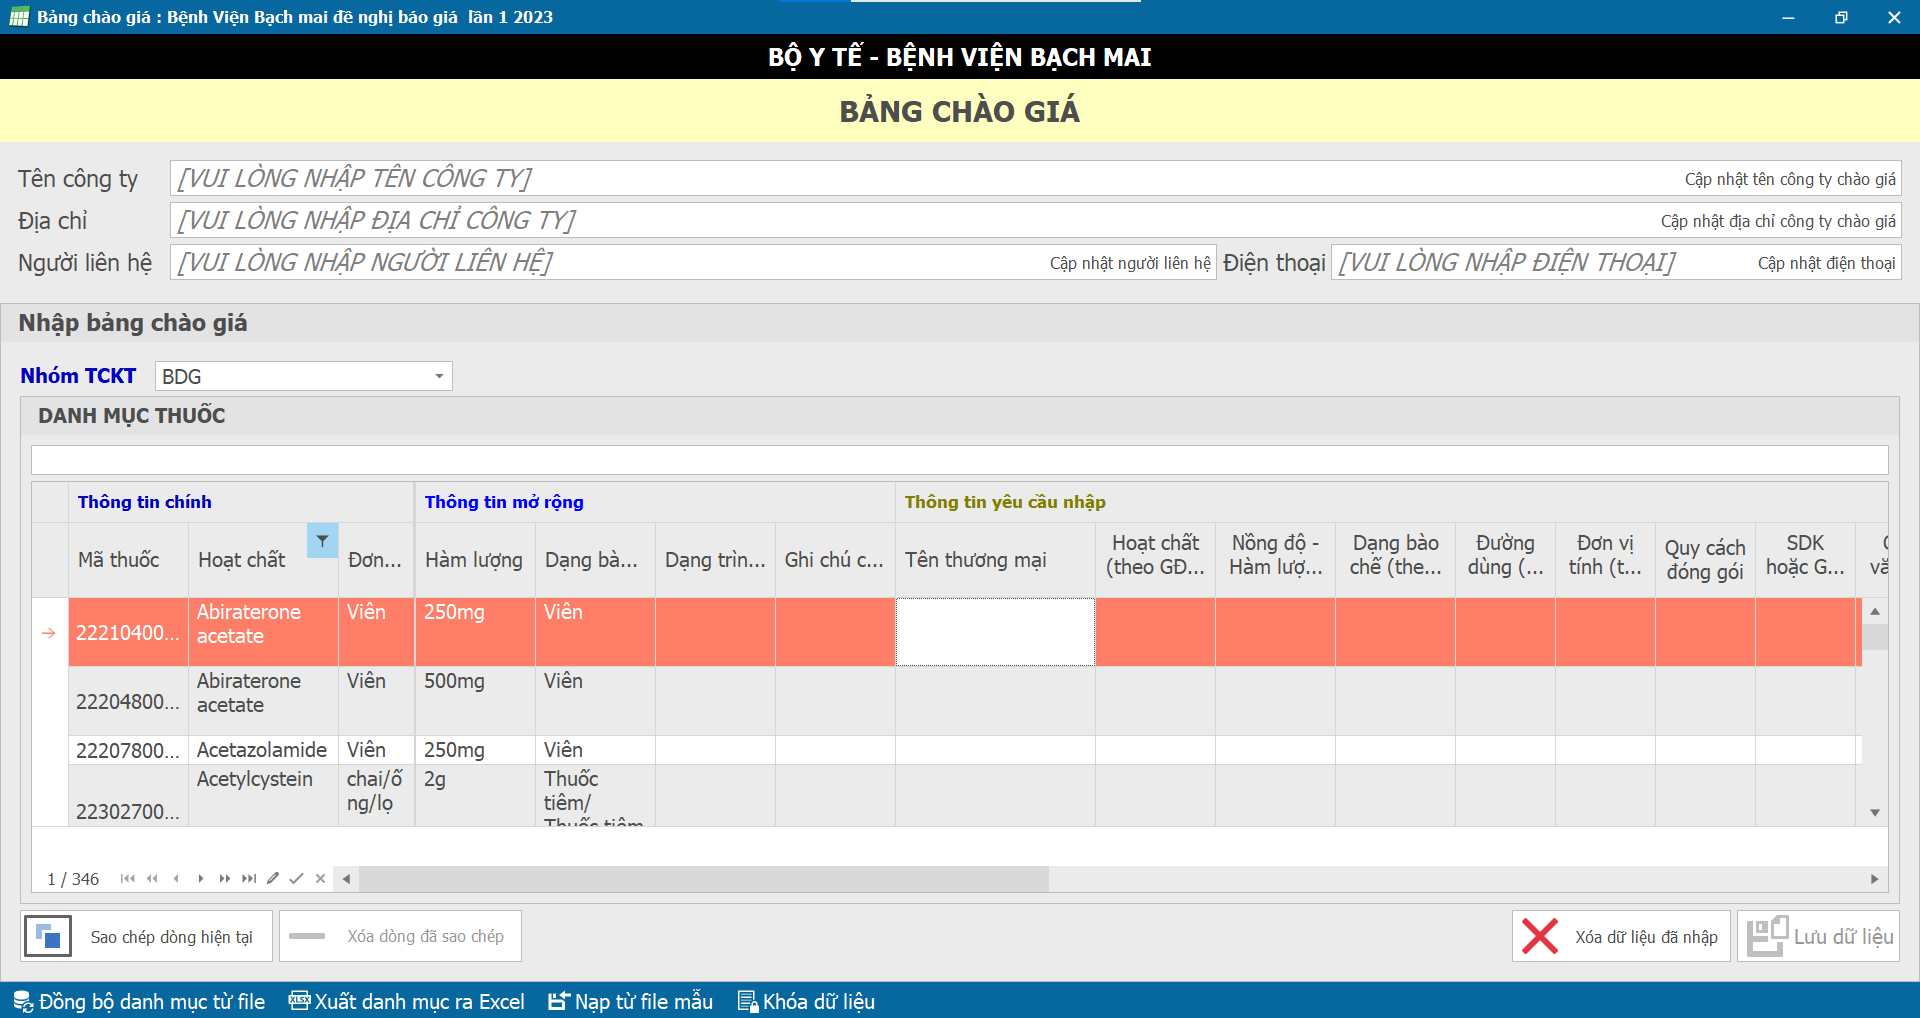 Bảng chào giá : Bệnh Viện Bạch mai đề nghị báo giá  lần 1 2023
BỘ Y TẾ - BỆNH VIỆN BẠCH MAI
BẢNG CHÀO GIÁ
Tên công ty [VUI LÒNG NHẬP TÊN CÔNG TY] Cập nhật tên công ty chào giá
Địa chỉ [VUI LÒNG NHẬP ĐỊA CHỈ CÔNG TY] Cập nhật địa chỉ công ty chào giá
Người liên hệ [VUI LÒNG NHẬP NGƯỜI LIÊN HỆ] Cập nhật người liên hệ Điện thoại [VUI LÒNG NHẬP ĐIỆN THOẠI] Cập nhật điện thoại
Nhập bảng chào giá
Nhóm TCKT BDG
DANH MỤC THUỐC
Thông tin chính Thông tin mở rộng Thông tin yêu cầu nhập
Mã thuốc
Hoạt chất
Đơn...
Hàm lượng
Dạng bà...
Dạng trìn...
Ghi chú c...
Tên thương mại
Hoạt chất
(theo GĐ...
Nồng độ -
Hàm lượ...
Dạng bào
chế (the...
Đường
dùng (...
Đơn vị
tính (t...
Quy cách
đóng gói
SDK
hoặc G...
22210400...
Abiraterone
acetate
Viên
250mg
Viên
22204800...
Abiraterone
acetate
Viên
500mg
Viên
22207800...
Acetazolamide
Viên
250mg
Viên
22302700...
Acetylcystein
chai/ố
ng/lọ
2g
Thuốc
tiêm/
Thuốc tiêm
1 / 346
Sao chép dòng hiện tại Xóa dòng đã sao chép Xóa dữ liệu đã nhập Lưu dữ liệu
Đồng bộ danh mục từ file Xuất danh mục ra Excel Nạp từ file mẫu Khóa dữ liệu